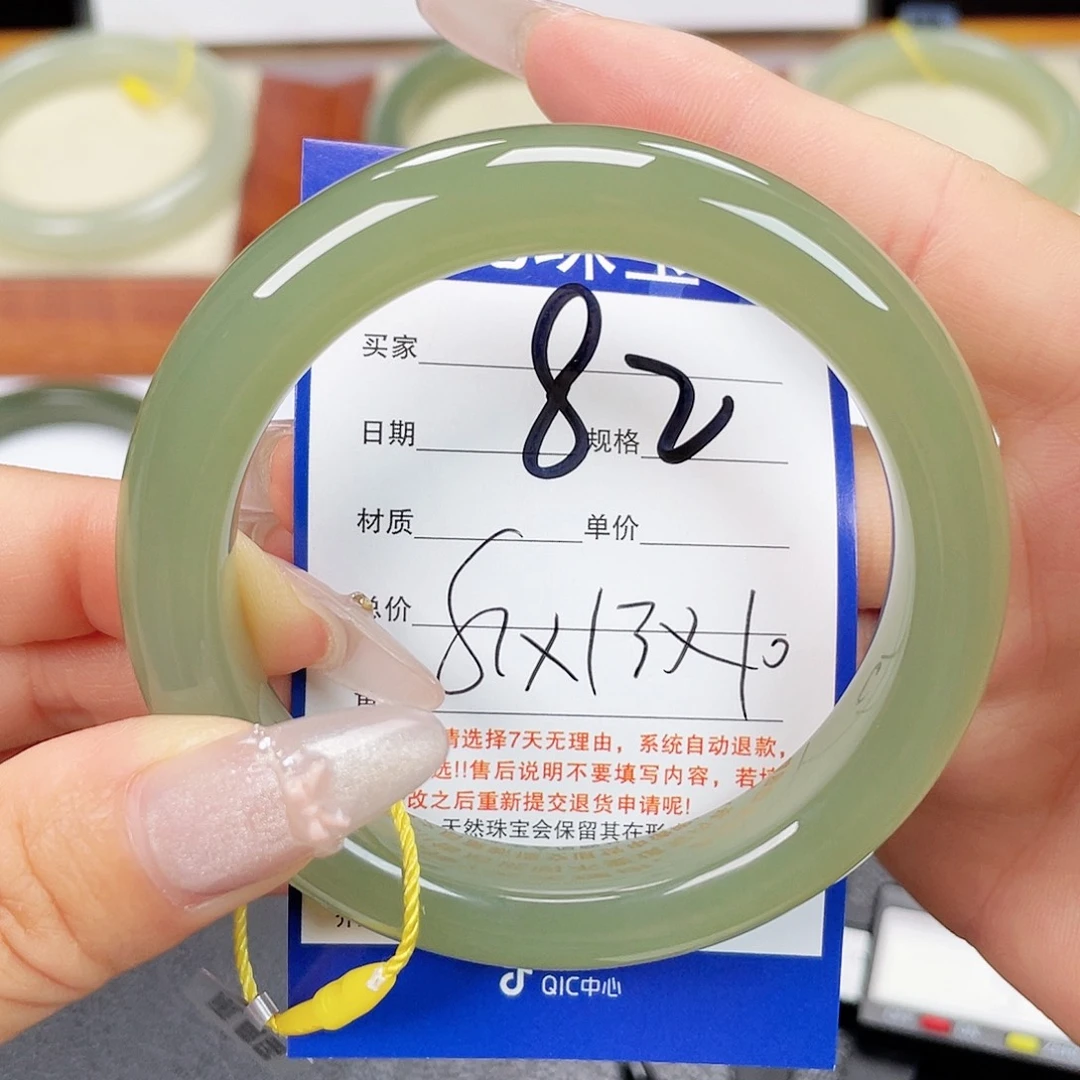 珠宝
买家
82
日期 规格
材质 单价
总价
请选择7天无理由，系统自动退款，
选!!售后说明不要填写内容，若
改之后重新提交退货申请呢!
天然珠宝会保留其在形
QIC中心